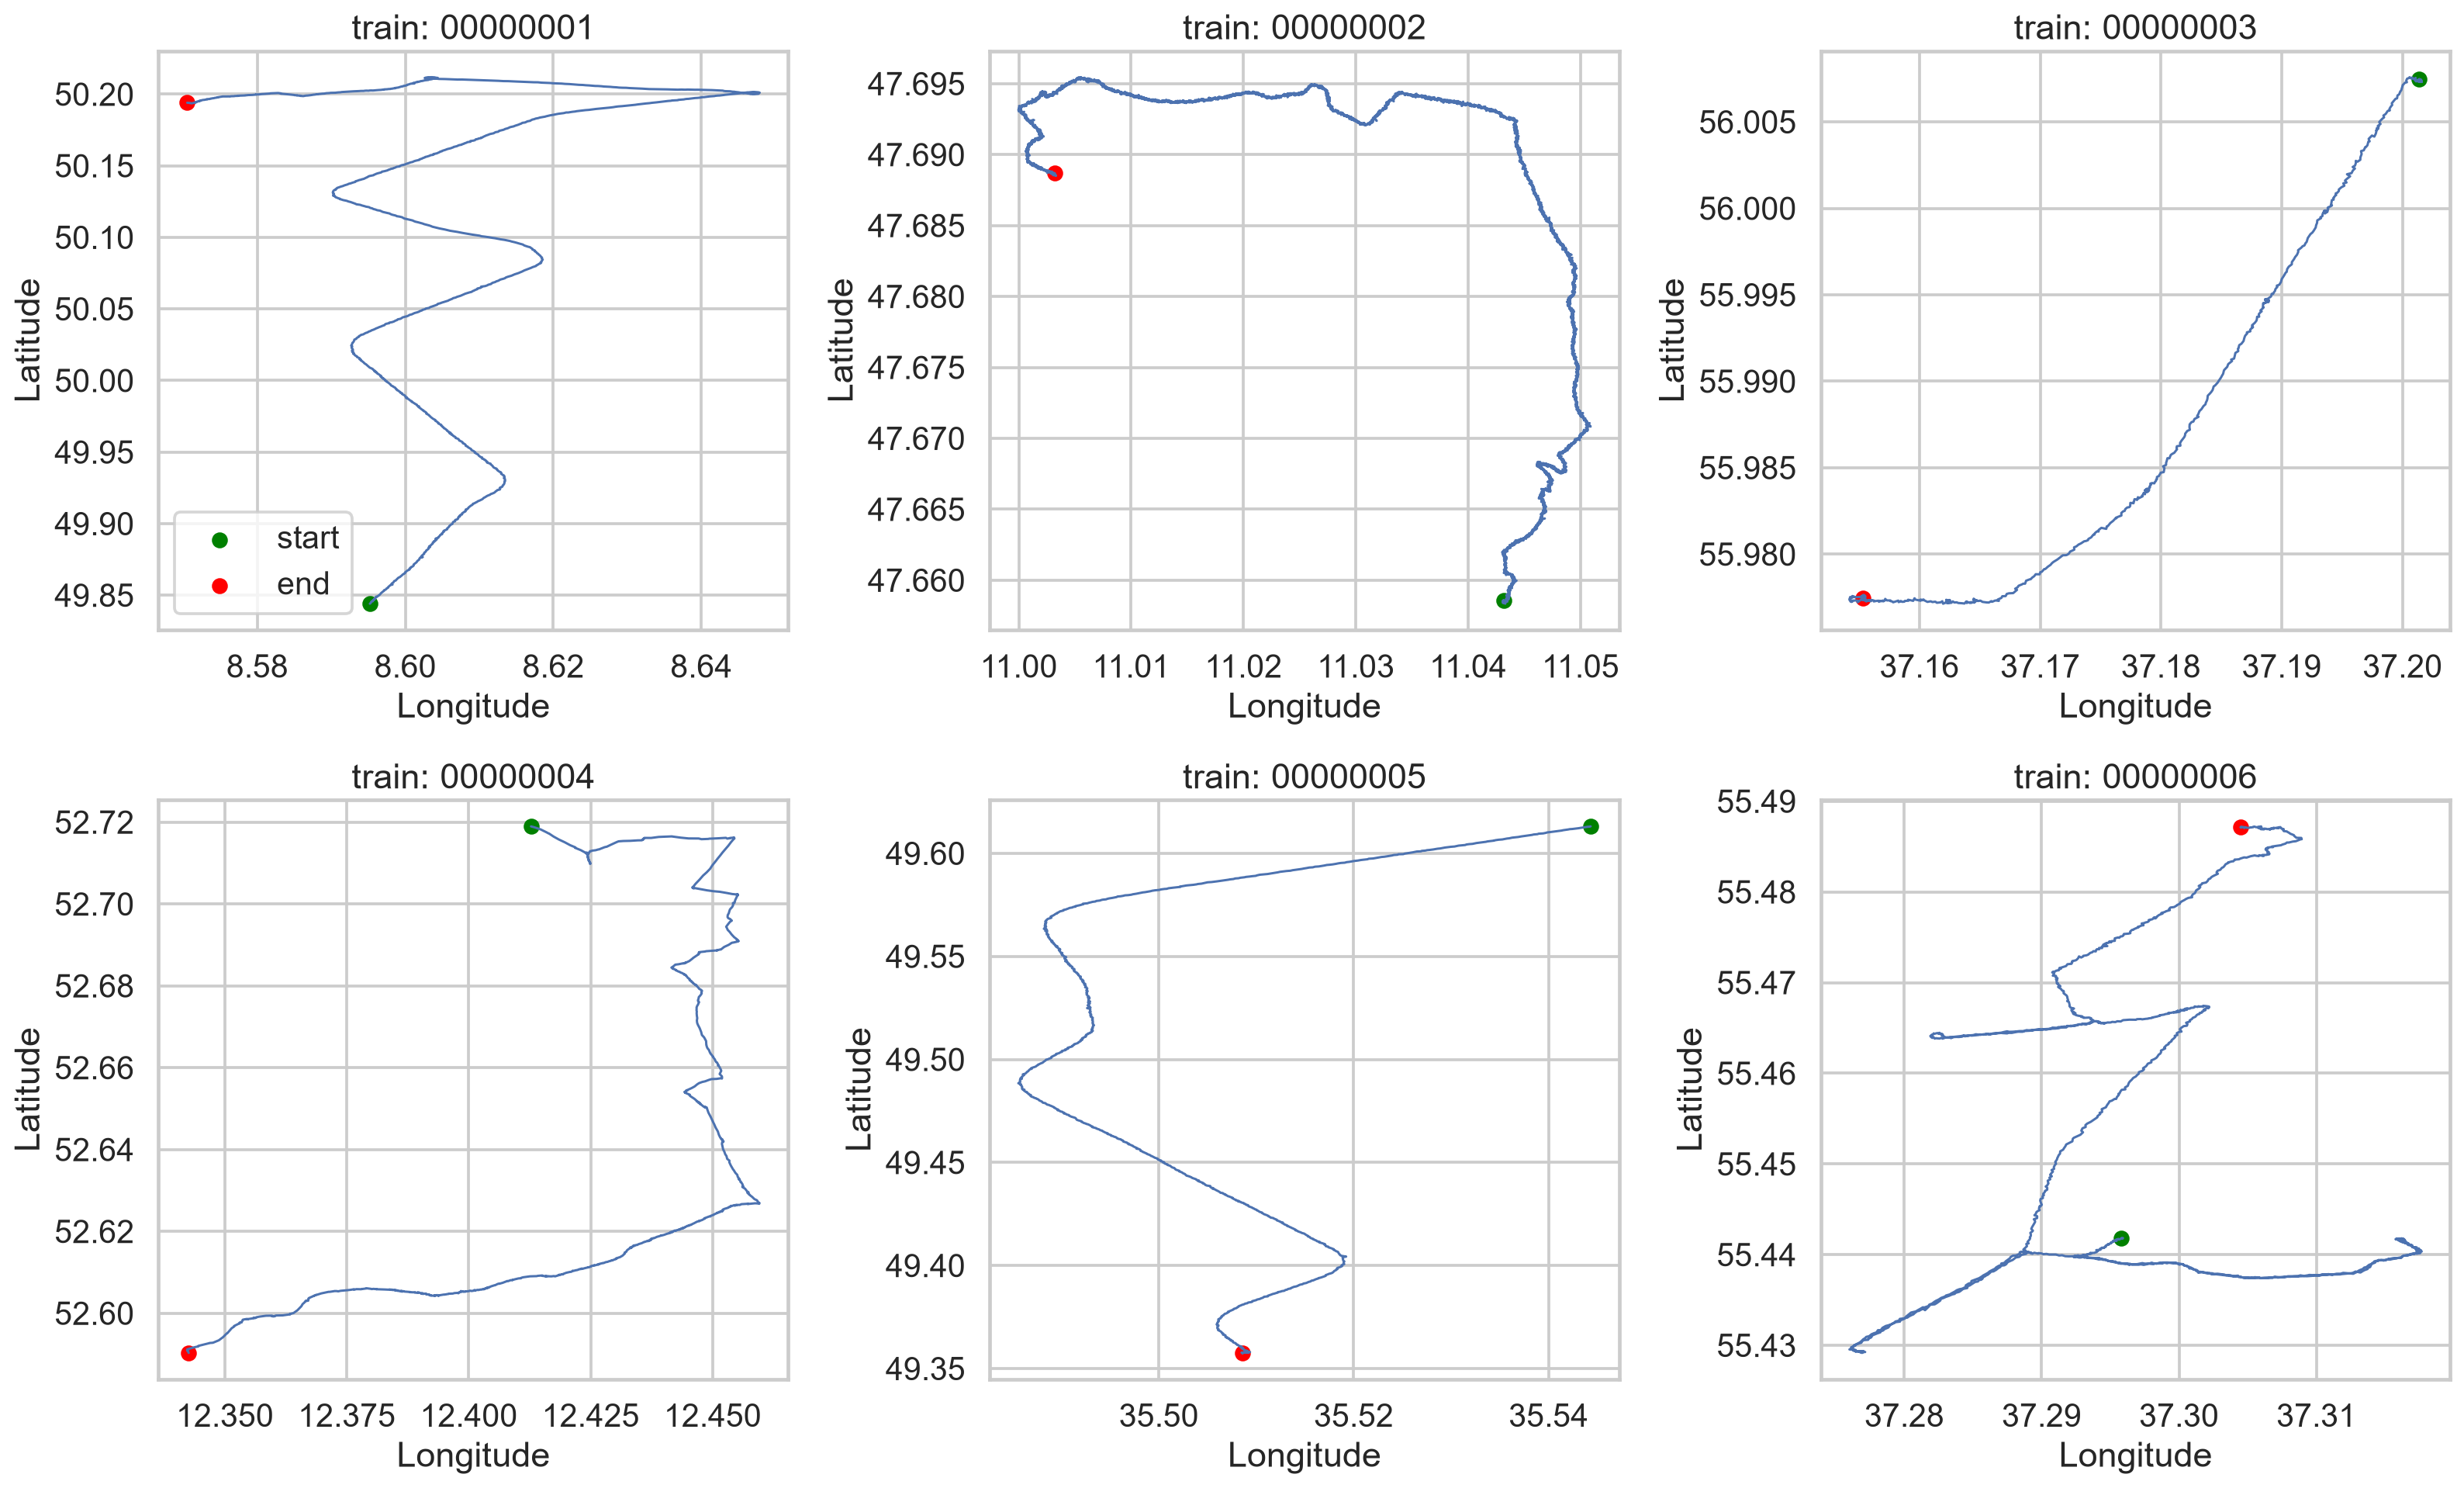 train: 00000001
50.20
50.15
50.10
50.05
50.00
49.95
49.90
49.85
Latitude
start
end
8.58 8.60 8.62 8.64
Longitude
train: 00000002
47.695
47.690
47.685
47.680
47.675
47.670
47.665
47.660
Latitude
11.00 11.01 11.02 11.03 11.04 11.05
Longitude
train: 00000003
56.005
56.000
55.995
55.990
55.985
55.980
Latitude
37.16 37.17 37.18 37.19 37.20
Longitude
train: 00000004
52.72
52.70
52.68
52.66
52.64
52.62
52.60
Latitude
12.350 12.375 12.400 12.425 12.450
Longitude
train: 00000005
49.60
49.55
49.50
49.45
49.40
49.35
Latitude
35.50 35.52 35.54
Longitude
train: 00000006
55.49
55.48
55.47
55.46
55.45
55.44
55.43
Latitude
37.28 37.29 37.30 37.31
Longitude